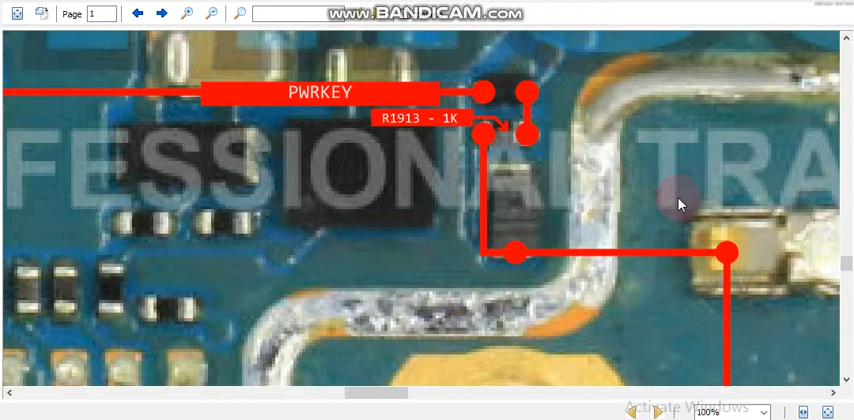 Page 1
www.BANDICAM.com
PWRKEY
R1913 - 1K
FESSIONAL TRA
Activate Windows
100%